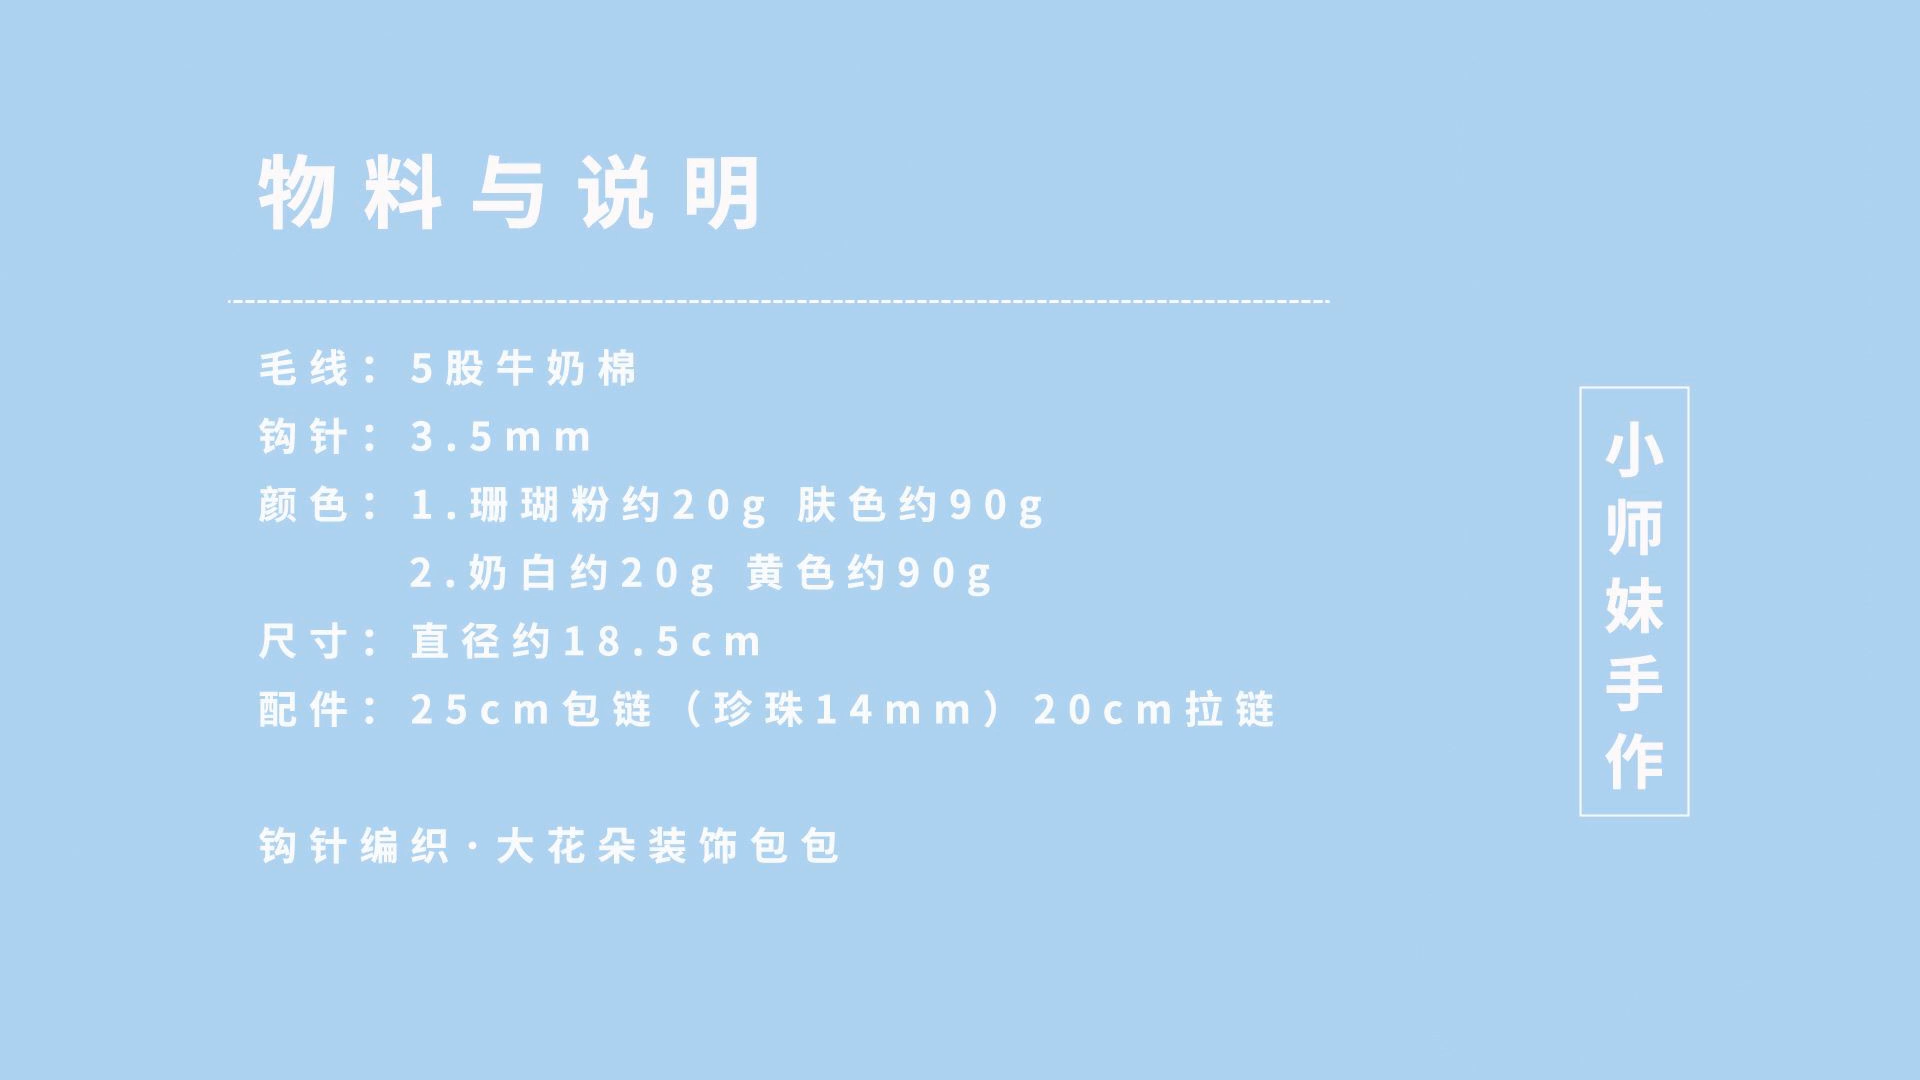 物料与说明
毛线：5股牛奶棉
钩针：3.5mm
颜色：1.珊瑚粉约20g 肤色约90g
2.奶白约20g 黄色约90g
尺寸：直径约18.5cm
配件：25cm包链（珍珠14mm）20cm拉链
钩针编织·大花朵装饰包包
小师妹手作